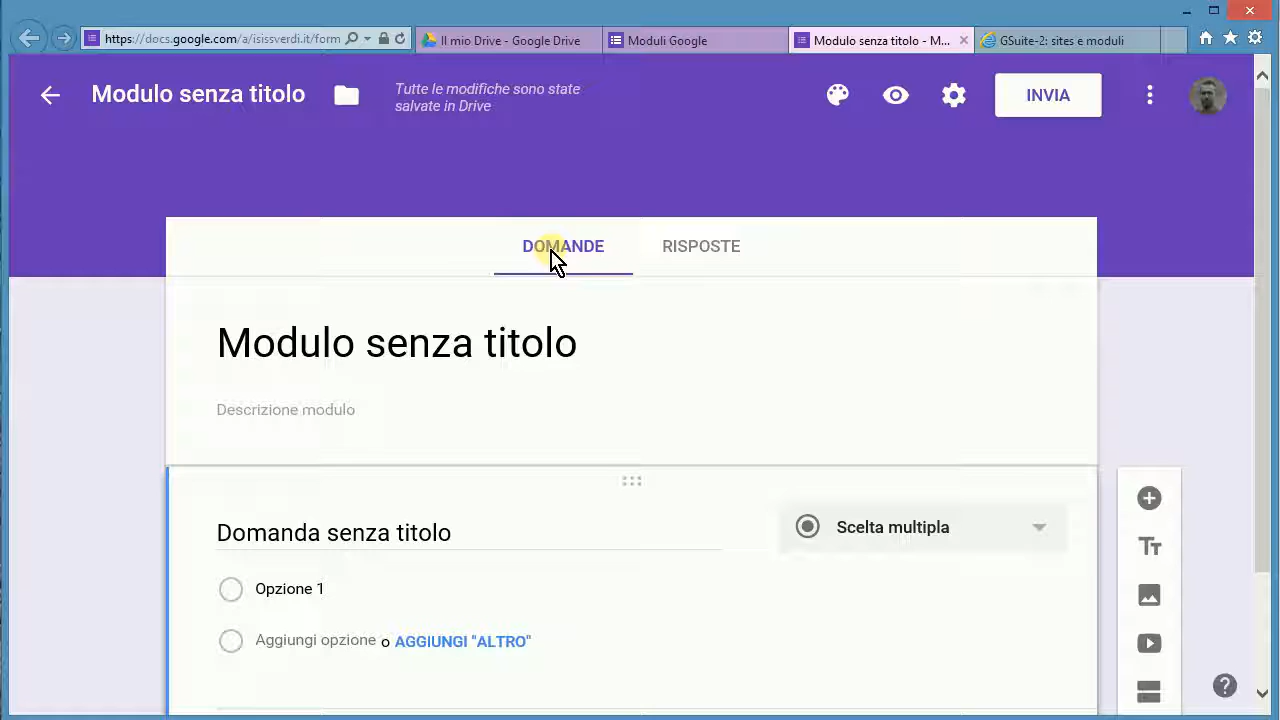 https://docs.google.com/a/isissverdi.it/form
Il mio Drive - Google Drive
Moduli Google
Modulo senza titolo - M...
GSuite-2: sites e moduli
Modulo senza titolo
Tutte le modifiche sono state
salvate in Drive
INVIA
DOMANDE
RISPOSTE
Modulo senza titolo
Descrizione modulo
Domanda senza titolo
Scelta multipla
Opzione 1
Aggiungi opzione o AGGIUNGI "ALTRO"